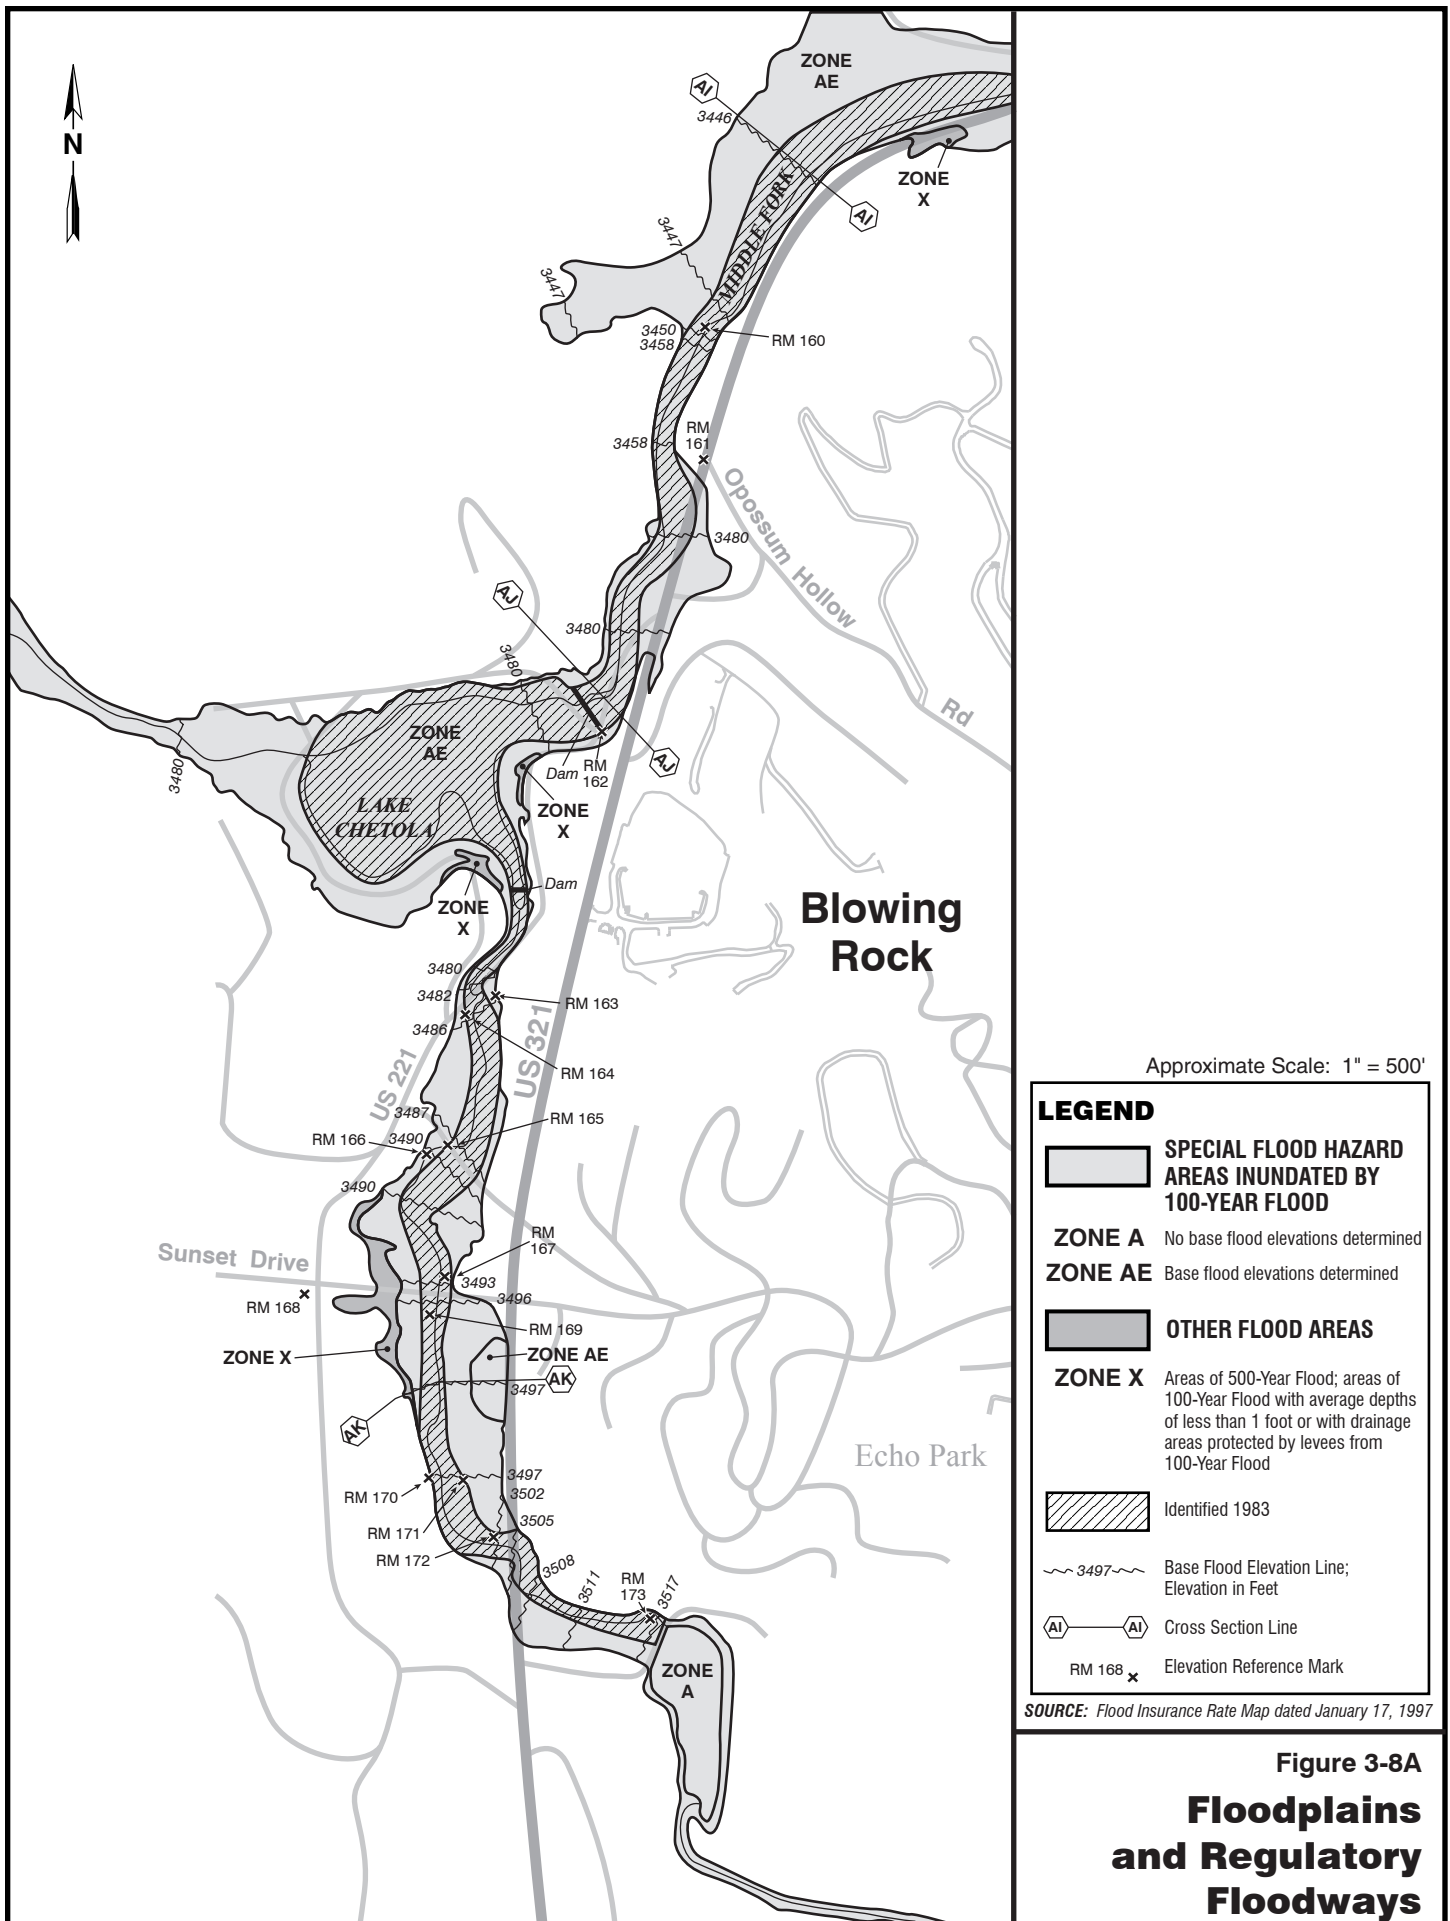 ZONE
AE
AI
3446
N
ZONE
X
AI
MIDDLE FORK
3447
3447
3450
3458
RM 160
3458
RM
161
Opossum Hollow
3480
AJ
3480
3480
Rd
ZONE
AE
3480
AJ
Dam
RM
162
LAKE
CHETOLA
ZONE
X
Dam
ZONE
X
Blowing
Rock
3480
3482
RM 163
3486
US 321
RM 164
US 221
3487
RM 165
RM 166
3490
3490
RM
167
Sunset Drive
3493
3496
RM 168
RM 169
ZONE X
ZONE AE
AK
3497
AK
Echo Park
3497
RM 170
3502
3505
RM 171
RM 172
3508
3511
RM
173
3517
ZONE
A
Approximate Scale: 1" = 500'
LEGEND
SPECIAL FLOOD HAZARD
AREAS INUNDATED BY
100-YEAR FLOOD
ZONE A No base flood elevations determined
ZONE AE Base flood elevations determined
OTHER FLOOD AREAS
ZONE X Areas of 500-Year Flood; areas of
100-Year Flood with average depths
of less than 1 foot or with drainage
areas protected by levees from
100-Year Flood
Identified 1983
3497 Base Flood Elevation Line;
Elevation in Feet
AI AI Cross Section Line
RM 168 Elevation Reference Mark
SOURCE: Flood Insurance Rate Map dated January 17, 1997
Figure 3-8A
Floodplains
and Regulatory
Floodways